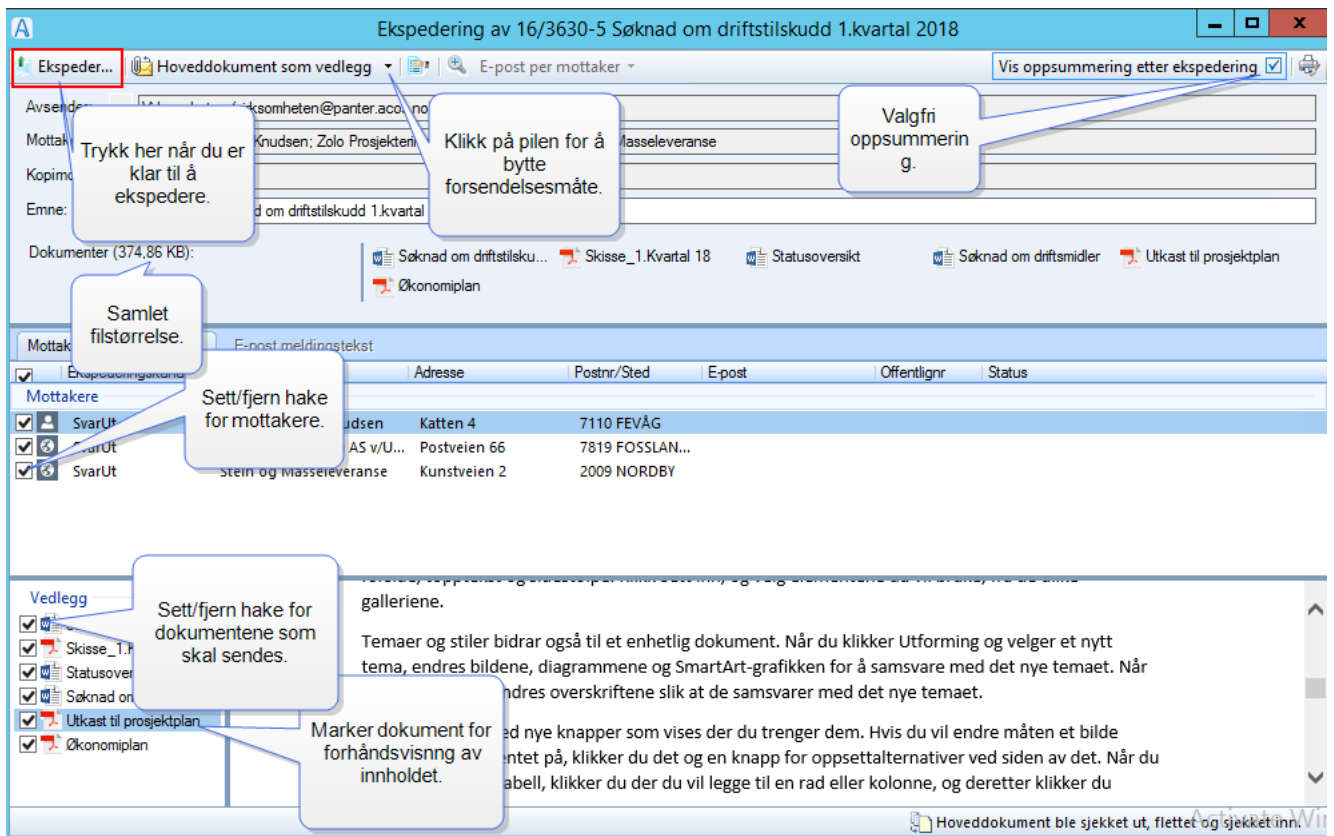 Ekspedering av 16/3630-5 Søknad om driftstilskudd 1.kvartal 2018
Ekspeder... Hoveddokument som vedlegg E-post per mottaker Vis oppsummering etter ekspedering
Avsender:
Trykk her når du er
klar til å
ekspedere.
Klikk på pilen for å
bytte
forsendelsesmåte.
Valgfri
oppsummerin
g.
Knudsen; Zolo
Kopimo
Emne: om driftstilskudd 1.kvartal
Dokumenter (374,86 KB): Søknad om driftstilsku... Skisse_1.Kvartal 18 Statusoversikt Søknad om driftsmidler Utkast til prosjektplan
Økonomiplan
Samlet
filstørrelse.
E-post meldingstekst
Adresse Postnr/Sted E-post Offentlignr Status
Mottakere
Sett/fjern hake
for mottakere.
SvarUt Katten 4 7110 FEVÅG
SvarUt AS v/U... Postveien 66 7819 FOSSLAN...
SvarUt Stein og Masseleveranse Kunstveien 2 2009 NORDBY
Vedlegg
Sett/fjern hake for
dokumentene som
skal sendes.
Skisse_1.
Statusover
Søknad om
Utkast til prosjektplan
Økonomiplan
Marker dokument for
forhåndsvisnng av
innholdet.
galleriene.
Temaer og stiler bidrar også til et enhetlig dokument. Når du klikker Utforming og velger et nytt
tema, endres bildene, diagrammene og SmartArt-grafikken for å samsvare med det nye temaet. Når
ndres overskriftene slik at de samsvarer med det nye temaet.
ed nye knapper som vises der du trenger dem. Hvis du vil endre måten et bilde
entet på, klikker du det og en knapp for oppsettalternativer ved siden av det. Når du
abell, klikker du der du vil legge til en rad eller kolonne, og deretter klikker du
Hoveddokument ble sjekket ut, flettet og sjekket inn.